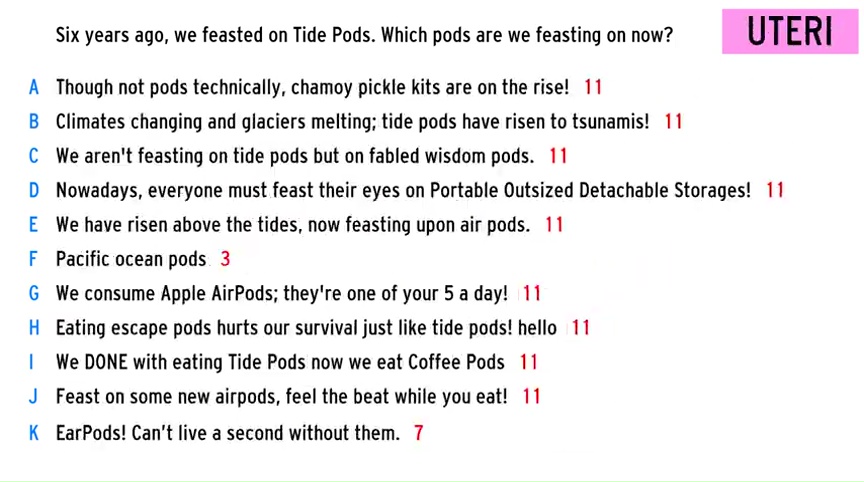 Six years ago, we feasted on Tide Pods. Which pods are we feasting on now?
UTERI
A Though not pods technically, chamoy pickle kits are on the rise! 11
B Climates changing and glaciers melting; tide pods have risen to tsunamis! 11
C We aren't feasting on tide pods but on fabled wisdom pods. 11
D Nowadays, everyone must feast their eyes on Portable Outsized Detachable Storages! 11
E We have risen above the tides, now feasting upon air pods. 11
F Pacific ocean pods 3
G We consume Apple AirPods; they're one of your 5 a day! 11
H Eating escape pods hurts our survival just like tide pods! hello 11
I We DONE with eating Tide Pods now we eat Coffee Pods 11
J Feast on some new airpods, feel the beat while you eat! 11
K EarPods! Can't live a second without them. 7